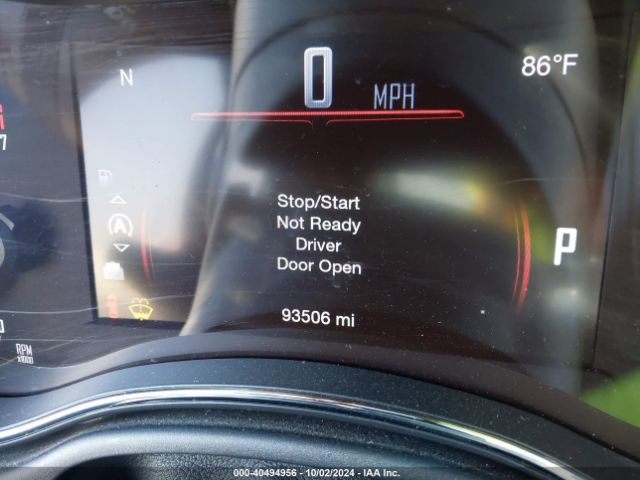 N
0 MPH
86°F
7
A
Stop/Start
Not Ready
Driver
Door Open
P
93506 mi
RPM
x1000
000-40494956 - 10/02/2024 - IAA Inc.